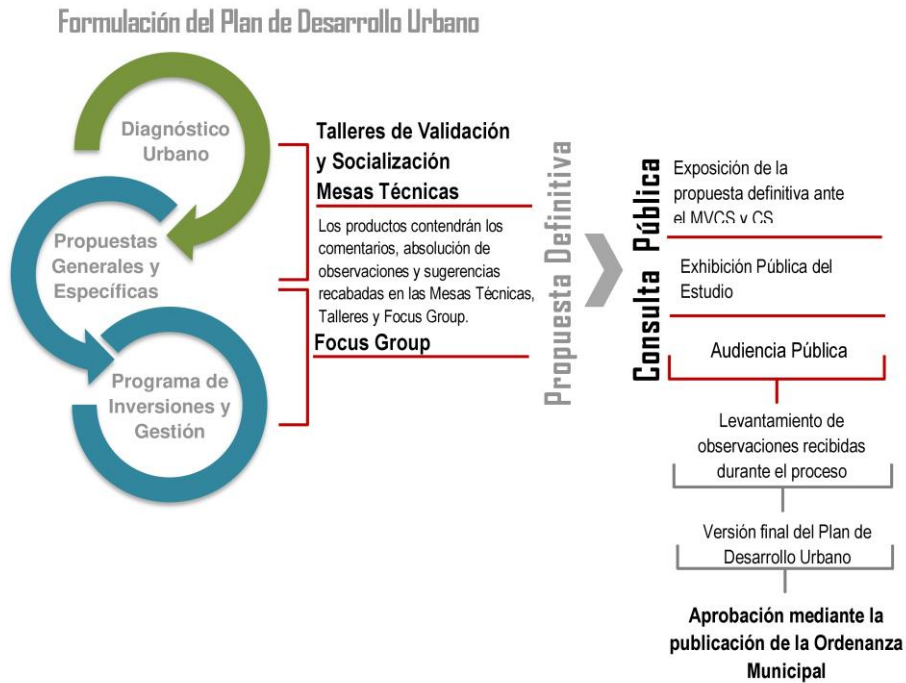 Formulación del Plan de Desarrollo Urbano
Diagnóstico
Urbano
Propuestas
Generales y
Específicas
Programa de
Inversiones y
Gestión
Talleres de Validación
y Socialización
Mesas Técnicas
Los productos contendrán los
comentarios, absolución de
observaciones y sugerencias
recabadas en las Mesas Técnicas,
Talleres y Focus Group.
Focus Group
Propuesta Definitiva
Consulta Pública
Exposición de la
propuesta definitiva ante
el MVCS y CS
Exhibición Pública del
Estudio
Audiencia Pública
Levantamiento de
observaciones recibidas
durante el proceso
Versión final del Plan de
Desarrollo Urbano
Aprobación mediante la
publicación de la Ordenanza
Municipal